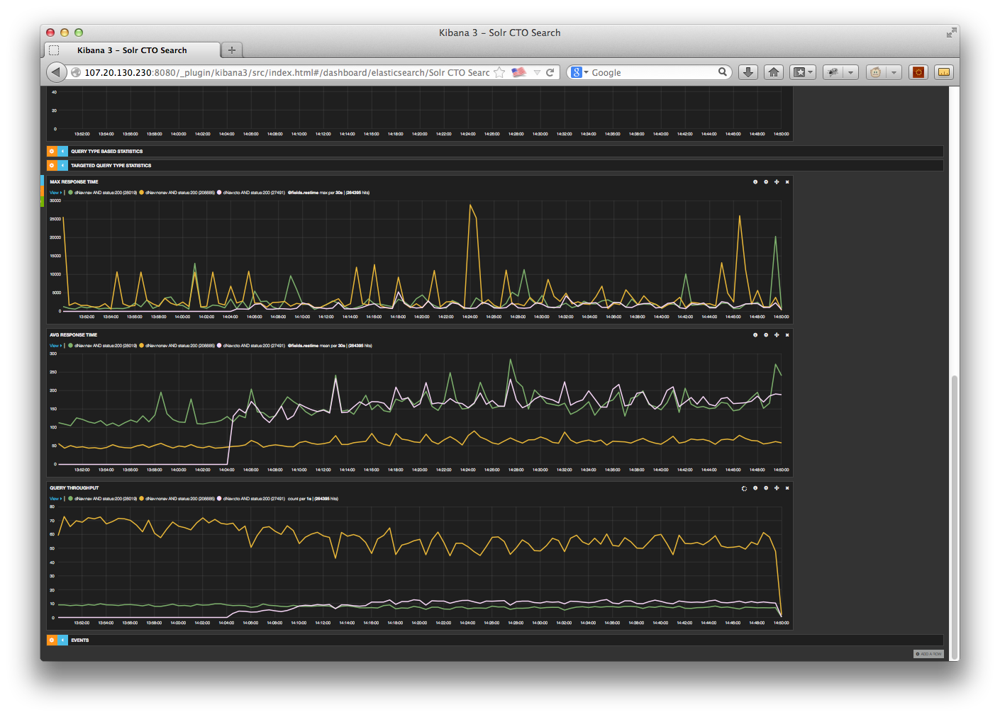 Kibana 3 – Solr CTO Search
Kibana 3 – Solr CTO Search
107.20.130.230:8080/_plugin/kibana3/src/index.html#/dashboard/elasticsearch/Solr CTO Searc
Google
40
20
0
13:52:00 13:54:00 13:56:00 13:58:00 14:00:00 14:02:00 14:04:00 14:06:00 14:08:00 14:10:00 14:12:00 14:14:00 14:16:00 14:18:00 14:20:00 14:22:00 14:24:00 14:26:00 14:28:00 14:30:00 14:32:00 14:34:00 14:36:00 14:38:00 14:40:00 14:42:00 14:44:00 14:46:00 14:48:00 14:50:00
QUERY TYPE BASED STATISTICS
TARGETED QUERY TYPE STATISTICS
MAX RESPONSE TIME
View | dNav:nav AND status:200 (28019) dNav:nonav AND status:200 (208885) dNav:cto AND status:200 (27491) @fields.restime max per 30s | (264395 hits)
30000
25000
20000
15000
10000
5000
0
13:52:00 13:54:00 13:56:00 13:58:00 14:00:00 14:02:00 14:04:00 14:06:00 14:08:00 14:10:00 14:12:00 14:14:00 14:16:00 14:18:00 14:20:00 14:22:00 14:24:00 14:26:00 14:28:00 14:30:00 14:32:00 14:34:00 14:36:00 14:38:00 14:40:00 14:42:00 14:44:00 14:46:00 14:48:00 14:50:00
AVG RESPONSE TIME
View | dNav:nav AND status:200 (28019) dNav:nonav AND status:200 (208885) dNav:cto AND status:200 (27491) @fields.restime mean per 30s | (264395 hits)
300
250
200
150
100
50
0
13:52:00 13:54:00 13:56:00 13:58:00 14:00:00 14:02:00 14:04:00 14:06:00 14:08:00 14:10:00 14:12:00 14:14:00 14:16:00 14:18:00 14:20:00 14:22:00 14:24:00 14:26:00 14:28:00 14:30:00 14:32:00 14:34:00 14:36:00 14:38:00 14:40:00 14:42:00 14:44:00 14:46:00 14:48:00 14:50:00
QUERY THROUGHPUT
View | dNav:nav AND status:200 (28019) dNav:nonav AND status:200 (208885) dNav:cto AND status:200 (27491) count per 1s | (264395 hits)
80
70
60
50
40
30
20
10
0
13:52:00 13:54:00 13:56:00 13:58:00 14:00:00 14:02:00 14:04:00 14:06:00 14:08:00 14:10:00 14:12:00 14:14:00 14:16:00 14:18:00 14:20:00 14:22:00 14:24:00 14:26:00 14:28:00 14:30:00 14:32:00 14:34:00 14:36:00 14:38:00 14:40:00 14:42:00 14:44:00 14:46:00 14:48:00 14:50:00
EVENTS
ADD A ROW